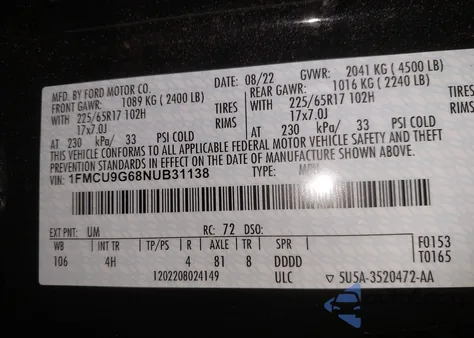 MFD. BY FORD MOTOR CO.
DATE: 08/22 GVWR: 2041 KG ( 4500 LB)
FRONT GAWR: 1089 KG ( 2400 LB) REAR GAWR: 1016 KG ( 2240 LB)
WITH 225/65R17 102H TIRES WITH 225/65R17 102H TIRES
17x7.0J RIMS 17x7.0J RIMS
AT 230 kPa/ 33 PSI COLD AT 230 kPa/ 33 PSI COLD
THIS VEHICLE CONFORMS TO ALL APPLICABLE FEDERAL MOTOR VEHICLE SAFETY AND THEFT
PREVENTION STANDARDS IN EFFECT ON THE DATE OF MANUFACTURE SHOWN ABOVE.
VIN: 1FMCU9G68NUB31138 TYPE:
EXT PNT: UM RC: 72 DSO:
WB INT TR TP/PS R AXLE TR SPR F0153
106 4H 4 81 8 DDDD T0165
1202208024149 ULC ▽ 5U5A-3520472-AA